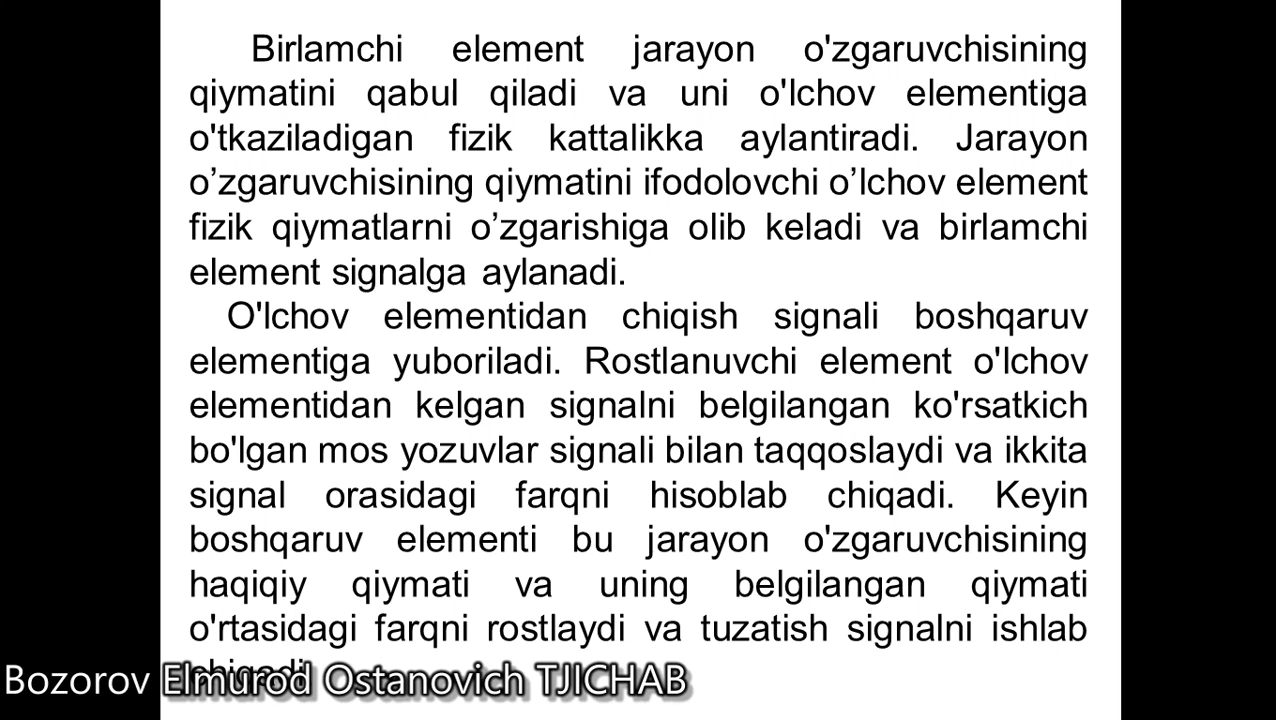 Birlamchi element jarayon o'zgaruvchisining
qiymatini qabul qiladi va uni o'lchov elementiga
o'tkaziladigan fizik kattalikka aylantiradi. Jarayon
o’zgaruvchisining qiymatini ifodolovchi o’lchov element
fizik qiymatlarni o’zgarishiga olib keladi va birlamchi
element signalga aylanadi.
O'lchov elementidan chiqish signali boshqaruv
elementiga yuboriladi. Rostlanuvchi element o'lchov
elementidan kelgan signalni belgilangan ko'rsatkich
bo'lgan mos yozuvlar signali bilan taqqoslaydi va ikkita
signal orasidagi farqni hisoblab chiqadi. Keyin
boshqaruv elementi bu jarayon o'zgaruvchisining
haqiqiy qiymati va uning belgilangan qiymati
o'rtasidagi farqni rostlaydi va tuzatish signalni ishlab
Bozorov Elmurod Ostanovich TJICHAB